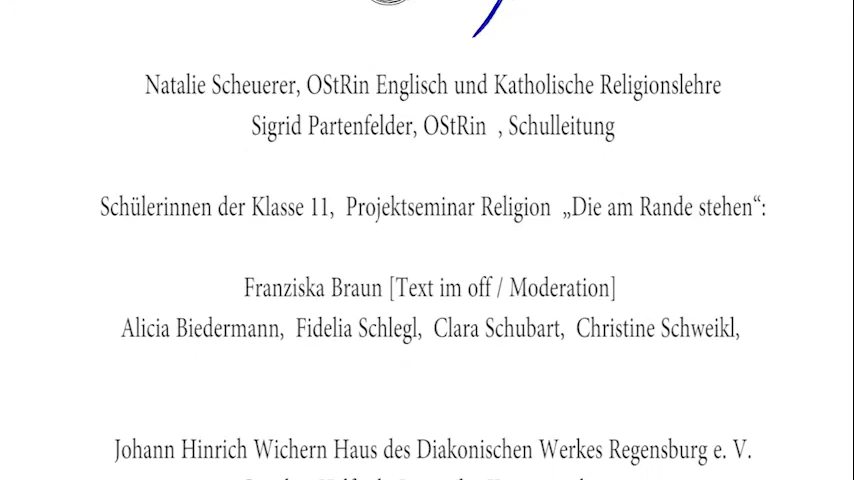 Natalie Scheuerer, OStRin Englisch und Katholische Religionslehre
Sigrid Partenfelder, OStRin , Schulleitung
Schülerinnen der Klasse 11, Projektseminar Religion „Die am Rande stehen“:
Franziska Braun [Text im off / Moderation]
Alicia Biedermann, Fidelia Schlegl, Clara Schubart, Christine Schweikl,
Johann Hinrich Wichern Haus des Diakonischen Werkes Regensburg e. V.